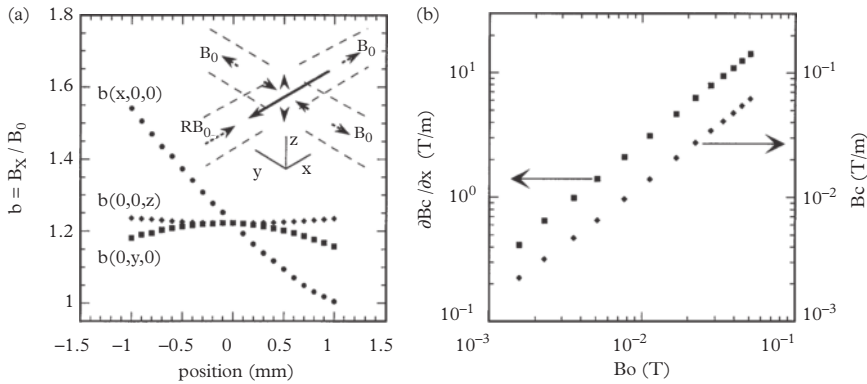 (a)
1.8
1.6
1.4
1.2
1
b = B_X / B_0
b(x,0,0)
b(0,0,z)
b(0,y,0)
B_0
B_0
RB_0
B_0
z
y
x
−1.5 −1 −0.5 0 0.5 1 1.5
position (mm)
(b)
10^1
10^0
10^−1
∂Bc/∂x (T/m)
10^−1
10^−2
10^−3
Bc (T/m)
10^−3 10^−2 10^−1
Bo (T)